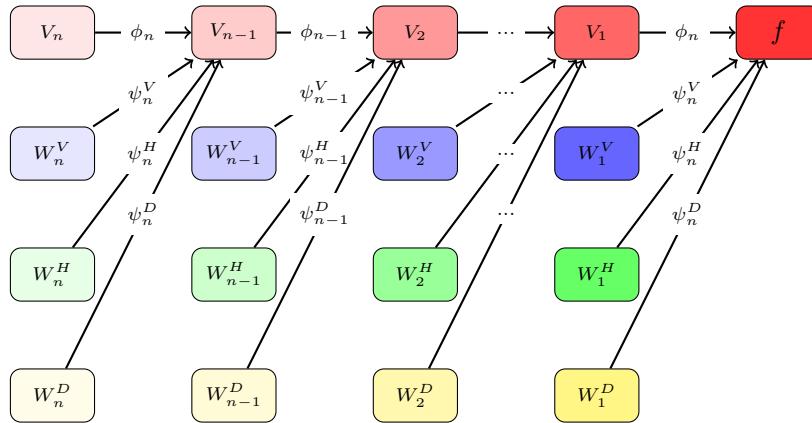 V_n ϕ_n V_{n−1} ϕ_{n−1} V_2 ... V_1 ϕ_n f
ψ_n^V ψ_{n−1}^V ... ψ_n^V
W_n^V ψ_n^H W_{n−1}^V ψ_{n−1}^H W_2^V ... W_1^V ψ_n^H
ψ_n^D ψ_{n−1}^D ... ψ_n^D
W_n^H W_{n−1}^H W_2^H W_1^H
W_n^D W_{n−1}^D W_2^D W_1^D